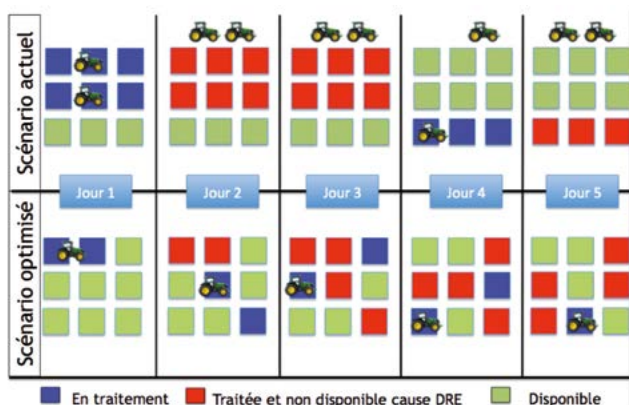 Scénario actuel
Jour 1
Jour 2
Jour 3
Jour 4
Jour 5
Scénario optimisé
En traitement
Traitée et non disponible cause DRE
Disponible